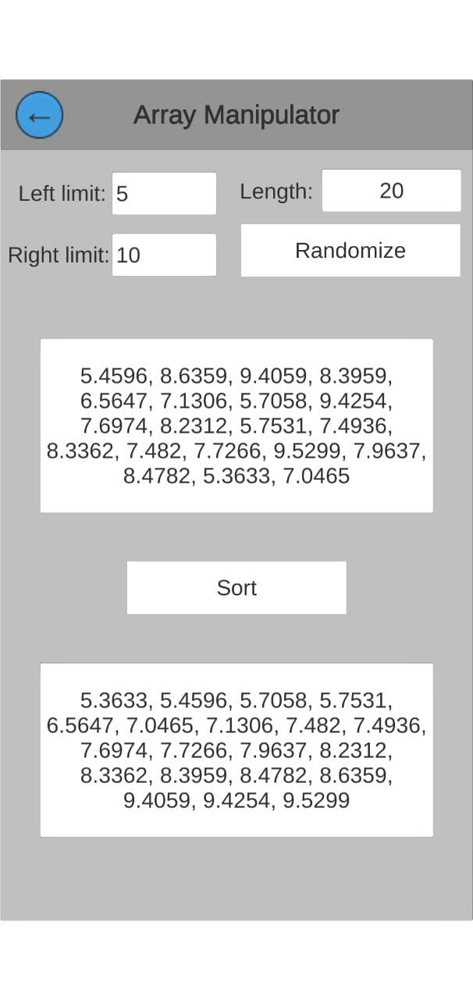 ←
Array Manipulator
Left limit: 5
Length: 20
Right limit: 10
Randomize
5.4596, 8.6359, 9.4059, 8.3959,
6.5647, 7.1306, 5.7058, 9.4254,
7.6974, 8.2312, 5.7531, 7.4936,
8.3362, 7.482, 7.7266, 9.5299, 7.9637,
8.4782, 5.3633, 7.0465
Sort
5.3633, 5.4596, 5.7058, 5.7531,
6.5647, 7.0465, 7.1306, 7.482, 7.4936,
7.6974, 7.7266, 7.9637, 8.2312,
8.3362, 8.3959, 8.4782, 8.6359,
9.4059, 9.4254, 9.5299